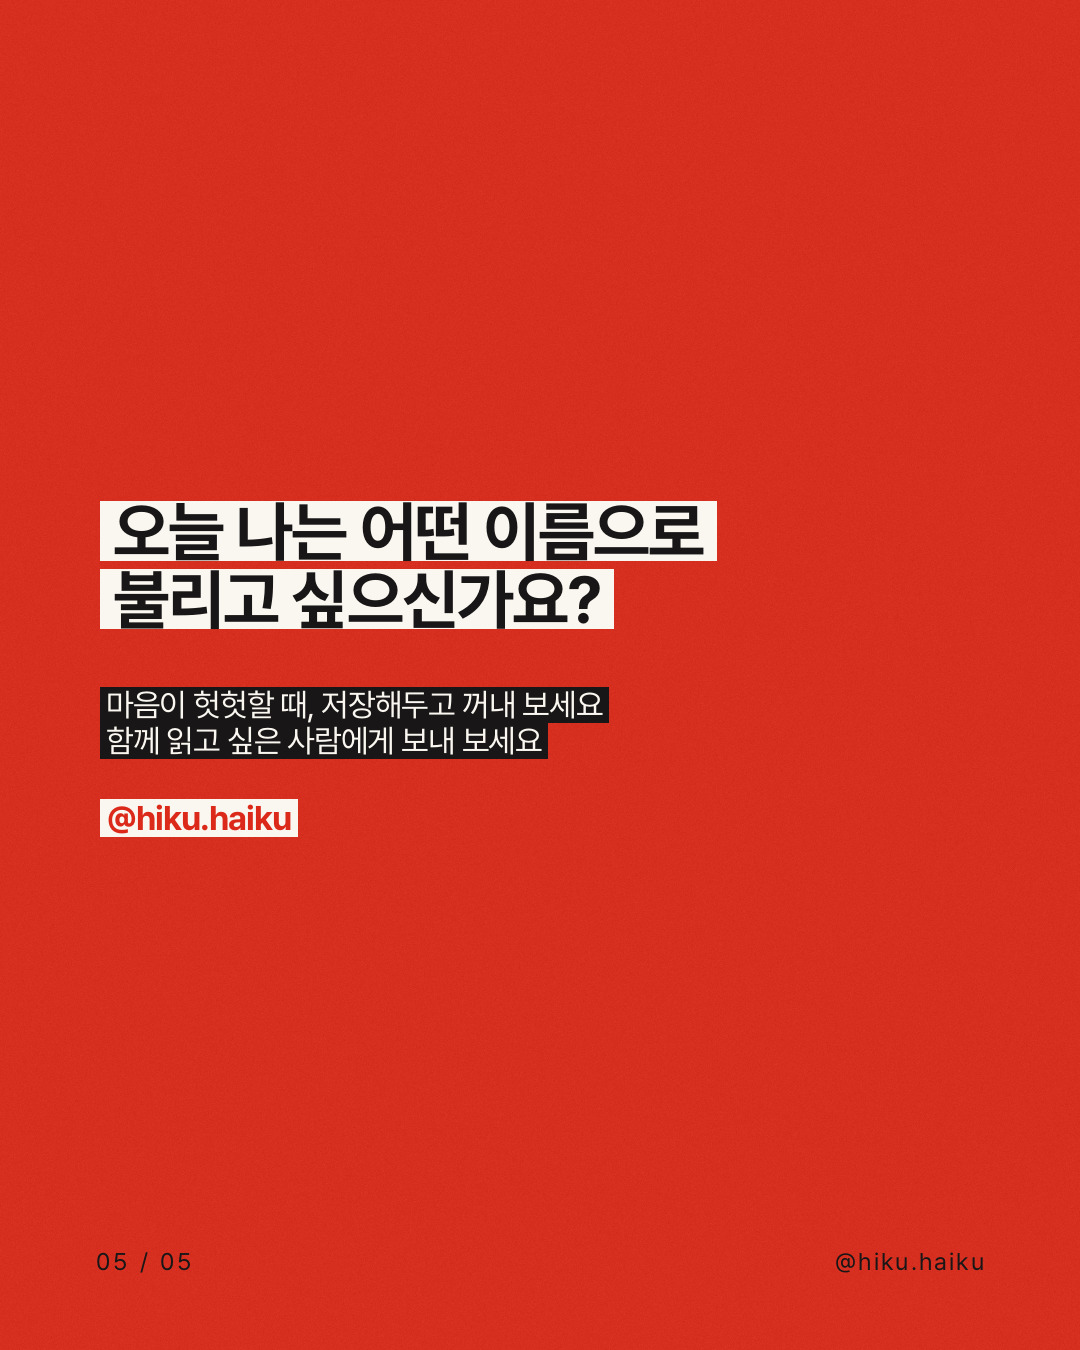 오늘 나는 어떤 이름으로
불리고 싶으신가요?
마음이 헛헛할 때, 저장해두고 꺼내 보세요
함께 읽고 싶은 사람에게 보내 보세요
@hiku.haiku
05 / 05
@hiku.haiku